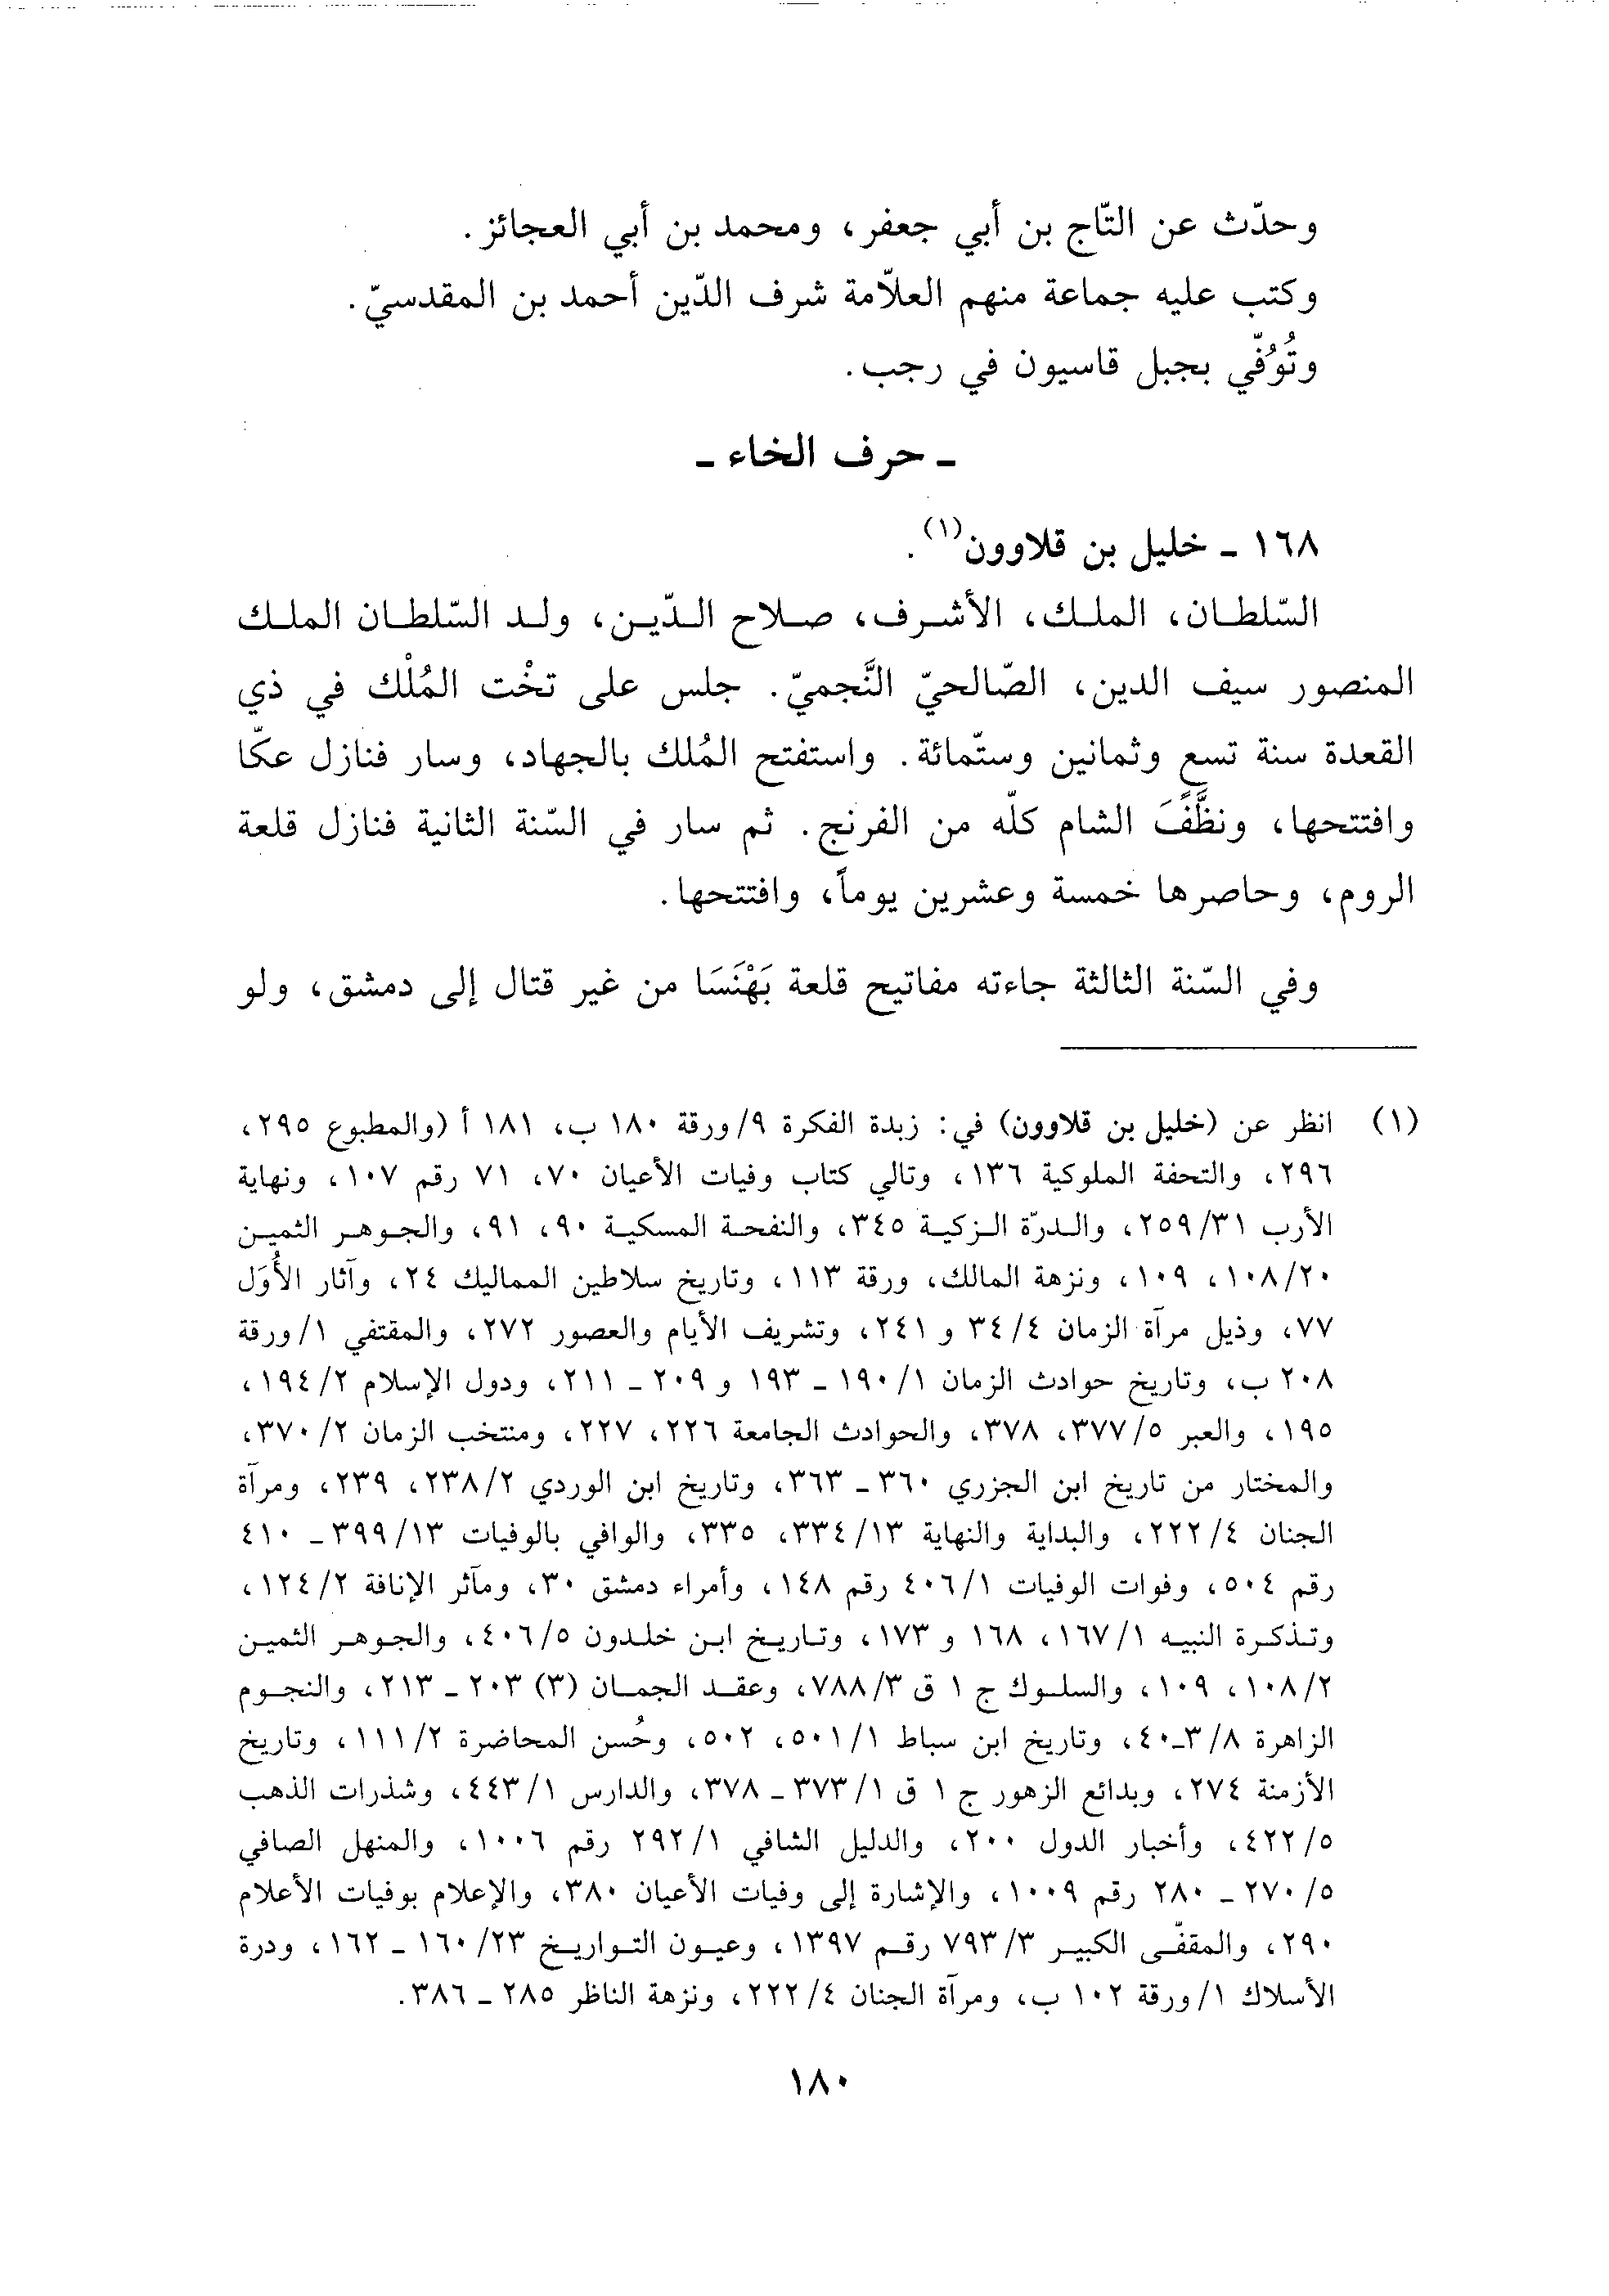 وحدّث عن التّاج بن أبي جعفر، ومحمد بن أبي العجائز.
وكتب عليه جماعة منهم العلاّمة شرف الدّين أحمد بن المقدسيّ.
وتُوُفّي بجبل قاسيون في رجب.
ـ حرف الخاء ـ
١٦٨ ـ خليل بن قلاوون(١).
السّلطان، الملك، الأشرف، صلاح الدّين، ولد السّلطان الملك
المنصور سيف الدين، الصّالحيّ النَّجميّ. جلس على تخْت المُلْك في ذي
القعدة سنة تسع وثمانين وستّمائة. واستفتح المُلك بالجهاد، وسار فنازل عكّا
وافتتحها، ونظَّفَ الشام كلّه من الفرنج. ثم سار في السّنة الثانية فنازل قلعة
الروم، وحاصرها خمسة وعشرين يوماً، وافتتحها.
وفي السّنة الثالثة جاءته مفاتيح قلعة بَهْنَسَا من غير قتال إلى دمشق، ولو
(١) انظر عن (خليل بن قلاوون) في: زبدة الفكرة ٩/ورقة ١٨٠ ب، ١٨١ أ (والمطبوع ٢٩٥،
٢٩٦، والتحفة الملوكية ١٣٦، وتالي كتاب وفيات الأعيان ٧٠، ٧١ رقم ١٠٧، ونهاية
الأرب ٢٥٩/٣١، والدرّة الزكية ٣٤٥، والنفحة المسكية ٩٠، ٩١، والجوهر الثمين
١٠٨/٢٠، ١٠٩، ونزهة المالك، ورقة ١١٣، وتاريخ سلاطين المماليك ٢٤، وآثار الأُوَل
٧٧، وذيل مرآة الزمان ٣٤/٤ و ٢٤١، وتشريف الأيام والعصور ٢٧٢، والمقتفي ١/ورقة
٢٠٨ ب، وتاريخ حوادث الزمان ١٩٠/١ ـ ١٩٣ و ٢٠٩ ـ ٢١١، ودول الإسلام ١٩٤/٢،
١٩٥، والعبر ٣٧٧/٥، ٣٧٨، والحوادث الجامعة ٢٢٦، ٢٢٧، ومنتخب الزمان ٣٧٠/٢،
والمختار من تاريخ ابن الجزري ٣٦٠ ـ ٣٦٣، وتاريخ ابن الوردي ٢٣٨/٢، ٢٣٩، ومرآة
الجنان ٢٢٢/٤، والبداية والنهاية ٣٣٤/١٣، ٣٣٥، والوافي بالوفيات ٣٩٩/١٣ ـ ٤١٠
رقم ٥٠٤، وفوات الوفيات ٤٠٦/١ رقم ١٤٨، وأمراء دمشق ٣٠، ومآثر الإنافة ١٢٤/٢،
وتذكرة النبيه ١٦٧/١، ١٦٨ و ١٧٣، وتاريخ ابن خلدون ٤٠٦/٥، والجوهر الثمين
١٠٨/٢، ١٠٩، والسلوك ج ١ ق ٧٨٨/٣، وعقد الجمان (٣) ٢٠٣ ـ ٢١٣، والنجوم
الزاهرة ٣/٨ـ٤٠، وتاريخ ابن سباط ٥٠١/١، ٥٠٢، وحُسن المحاضرة ١١١/٢، وتاريخ
الأزمنة ٢٧٤، وبدائع الزهور ج ١ ق ٣٧٣/١ ـ ٣٧٨، والدارس ٤٤٣/١، وشذرات الذهب
٤٢٢/٥، وأخبار الدول ٢٠٠، والدليل الشافي ٢٩٢/١ رقم ١٠٠٦، والمنهل الصافي
٢٧٠/٥ ـ ٢٨٠ رقم ١٠٠٩، والإشارة إلى وفيات الأعيان ٣٨٠، والإعلام بوفيات الأعلام
٢٩٠، والمقفّى الكبير ٧٩٣/٣ رقم ١٣٩٧، وعيون التواريخ ١٦٠/٢٣ ـ ١٦٢، ودرة
الأسلاك ١/ورقة ١٠٢ ب، ومرآة الجنان ٢٢٢/٤، ونزهة الناظر ٢٨٥ ـ ٣٨٦.
١٨٠